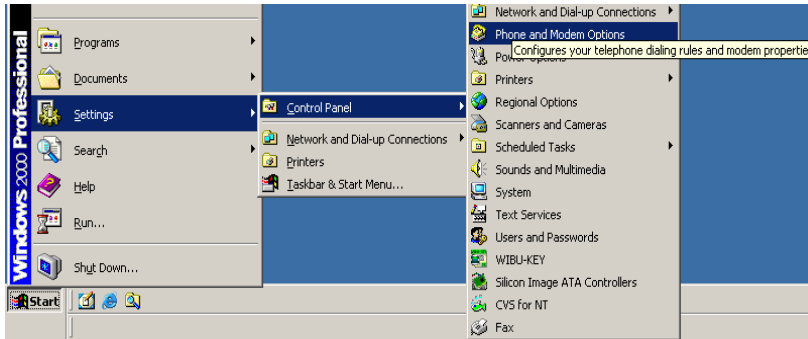 Windows 2000 Professional
Programs
Documents
Settings
Search
Help
Run...
Shut Down...
Start
Control Panel
Network and Dial-up Connections
Printers
Taskbar & Start Menu...
Network and Dial-up Connections
Phone and Modem Options
Configures your telephone dialing rules and modem propertie
Power Options
Printers
Regional Options
Scanners and Cameras
Scheduled Tasks
Sounds and Multimedia
System
Text Services
Users and Passwords
WIBU-KEY
Silicon Image ATA Controllers
CVS for NT
Fax